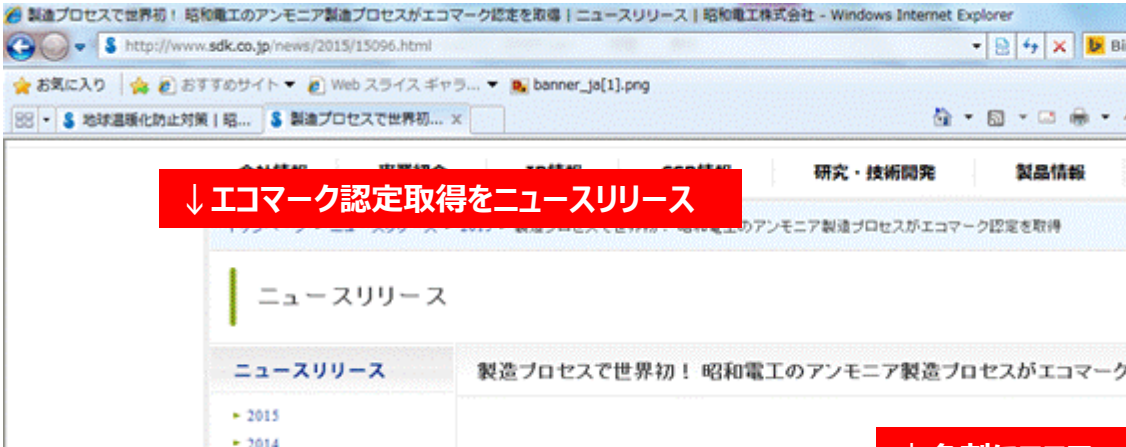 製造プロセスで世界初！ 昭和電工のアンモニア製造プロセスがエコマーク認定を取得 | ニュースリリース | 昭和電工株式会社 - Windows Internet Explorer
http://www.sdk.co.jp/news/2015/15096.html
お気に入り おすすめサイト Web スライス ギャラ... banner_ja[1].png
地球温暖化防止対策 | 昭... 製造プロセスで世界初...
研究・技術開発 製品情報
↓エコマーク認定取得をニュースリリース
アンモニア製造プロセスがエコマーク認定を取得
ニュースリリース
ニュースリリース 製造プロセスで世界初！ 昭和電工のアンモニア製造プロセスがエコマーク
2015
2014